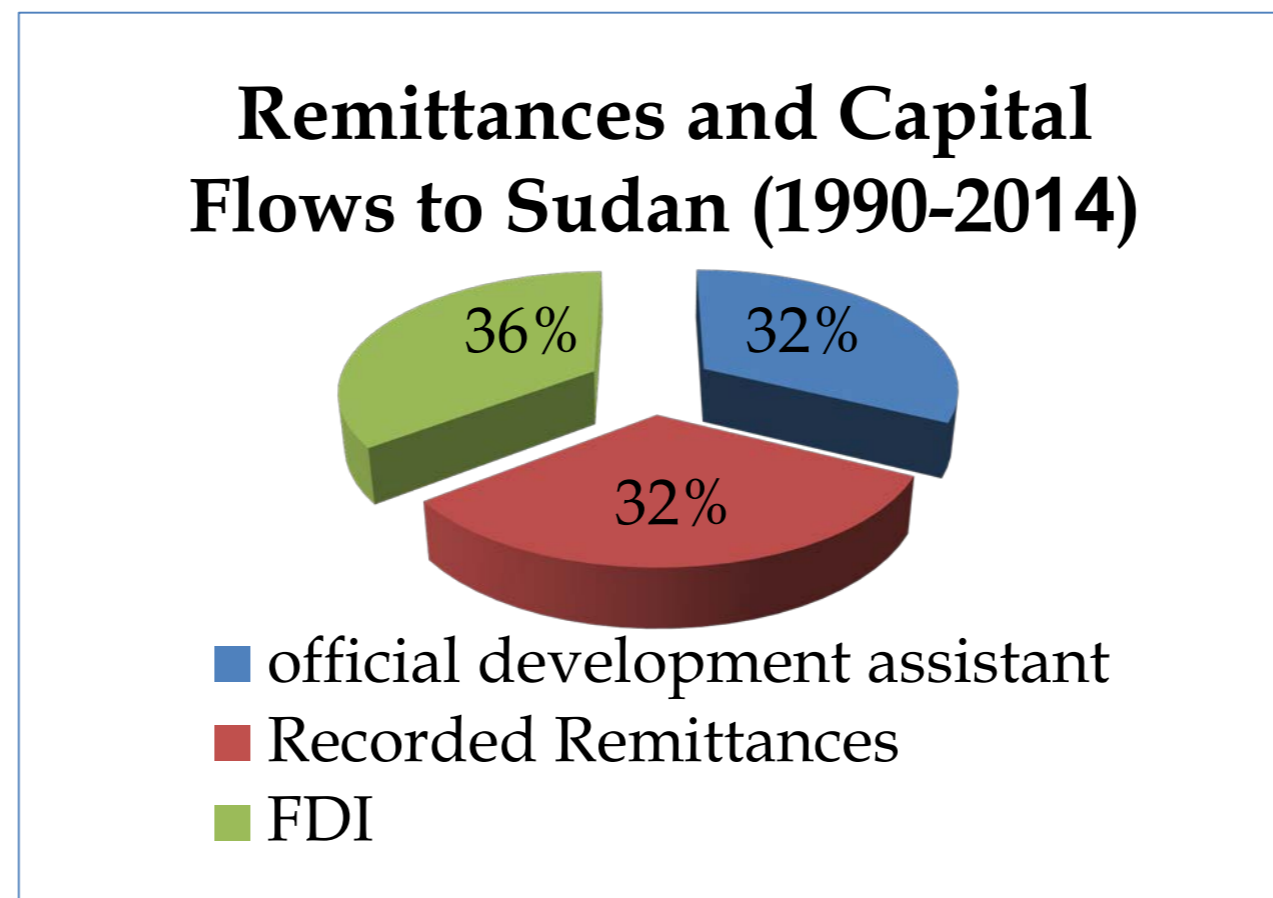 Remittances and Capital
Flows to Sudan (1990-2014)
36%
32%
32%
official development assistant
Recorded Remittances
FDI